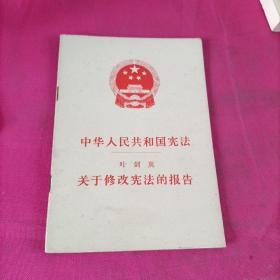 中华人民共和国宪法
叶剑英
关于修改宪法的报告